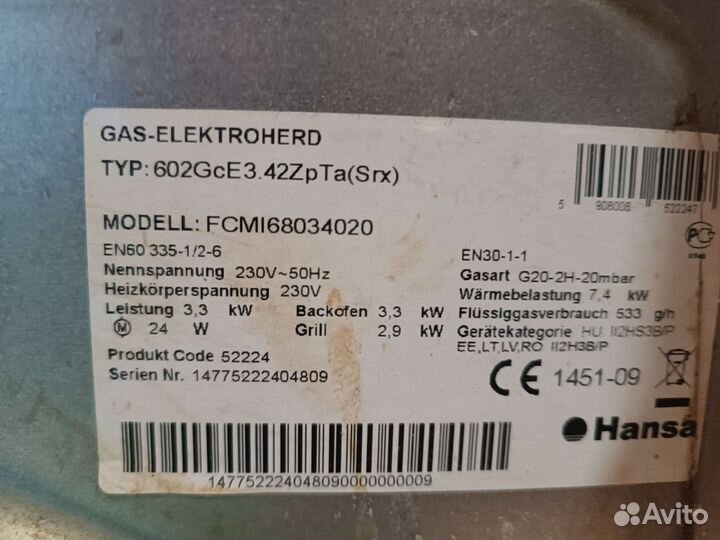 GAS-ELEKTROHERD
TYP: 602GcE3.42ZpTa(Srx)
5 908006 522247
MODELL: FCMI68034020
EN60 335-1/2-6
Nennspannung 230V~50Hz
Heizkörperspannung 230V
Leistung 3,3 kW Backofen 3,3 kW
M 24 W Grill 2,9 kW
Produkt Code 52224
Serien Nr. 14775222404809
EN30-1-1
Gasart G20-2H-20mbar
Wärmebelastung 7,4 kW
Flüssiggasverbrauch 533 g/h
Gerätekategorie HU II2HS3B/P
EE,LT,LV,RO II2H3B/P
CE 1451-09
Hansa
147752224048090000000009
Avito